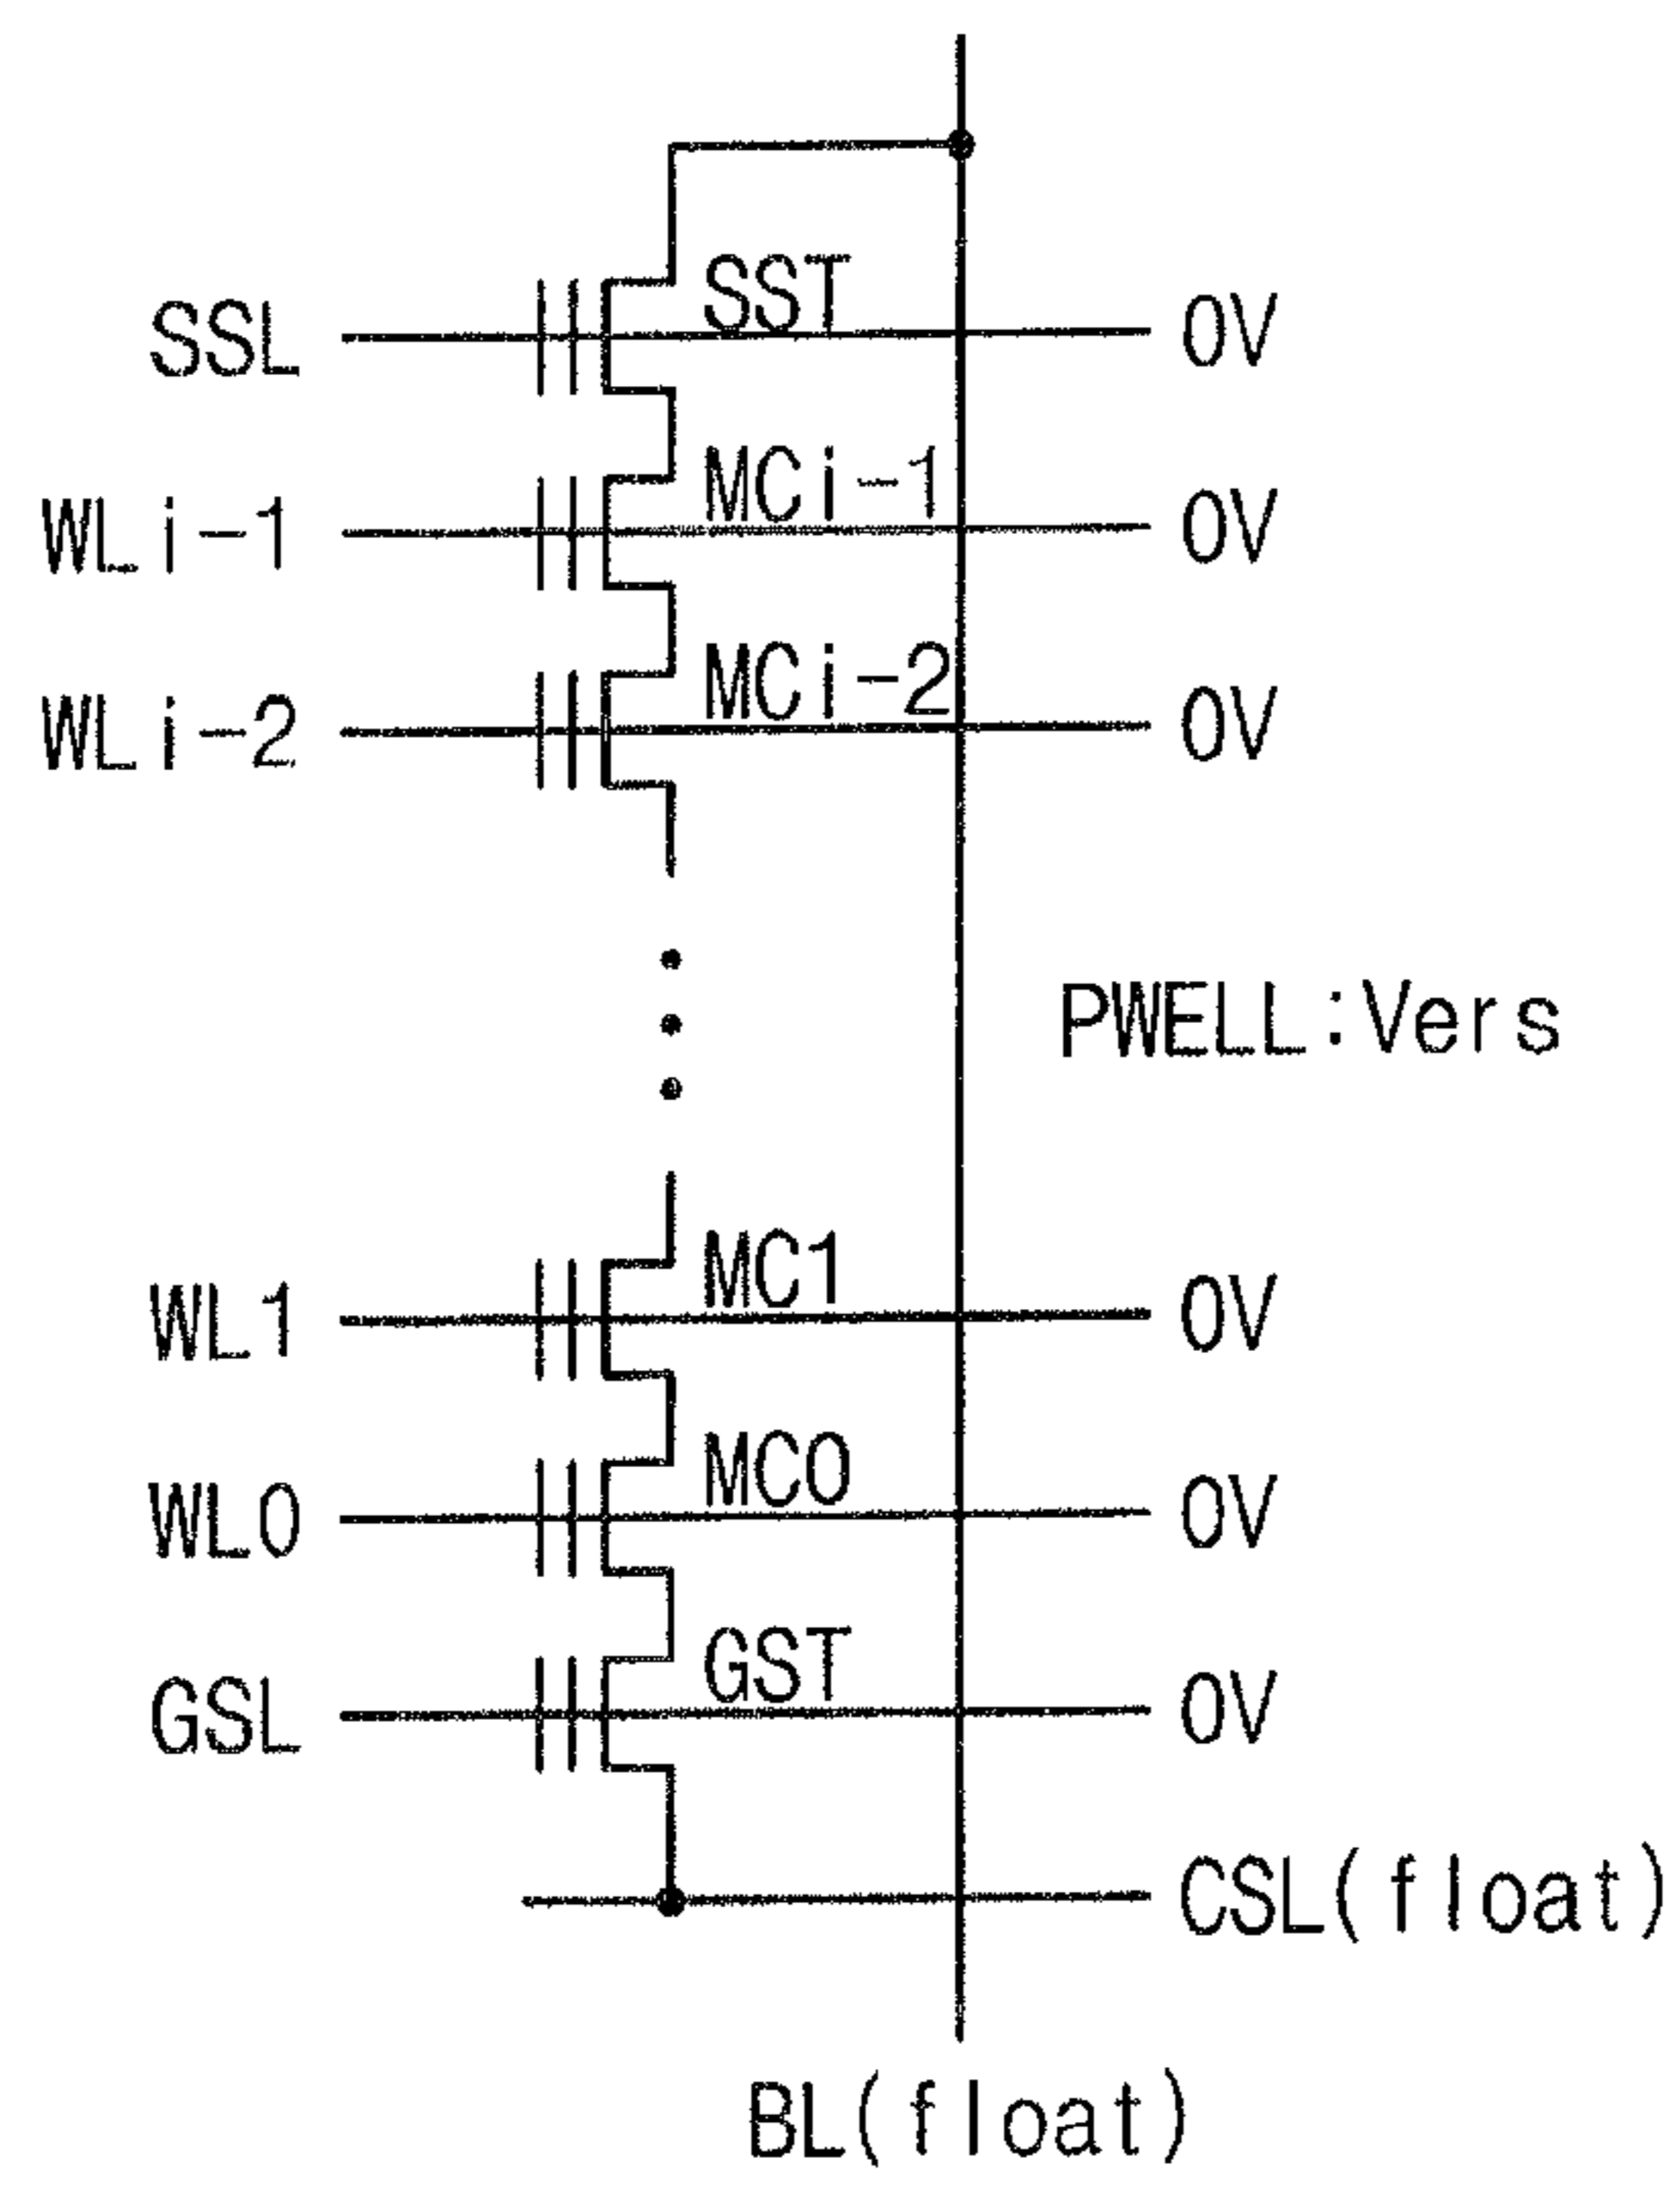 SST
SSL 0V
MCi-1
WLi-1 0V
MCi-2
WLi-2 0V
PWELL:Vers
MC1
WL1 0V
MC0
WL0 0V
GST
GSL 0V
CSL(float)
BL(float)